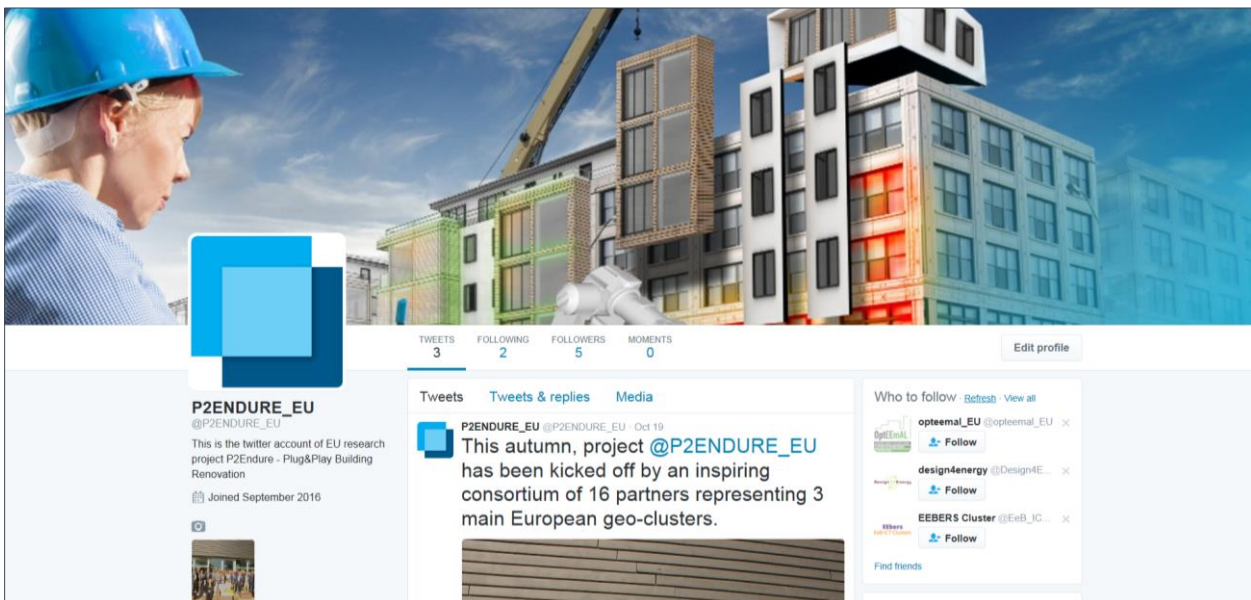 TWEETS
3
FOLLOWING
2
FOLLOWERS
5
MOMENTS
0
Edit profile
P2ENDURE_EU
@P2ENDURE_EU
This is the twitter account of EU research
project P2Endure - Plug&Play Building
Renovation
Joined September 2016
Tweets Tweets & replies Media
P2ENDURE_EU @P2ENDURE_EU · Oct 19
This autumn, project @P2ENDURE_EU
has been kicked off by an inspiring
consortium of 16 partners representing 3
main European geo-clusters.
Who to follow · Refresh · View all
OptEEmAL
opteemal_EU @opteemal_EU
Follow
design4energy @Design4E...
Follow
EEBERS Cluster @EeB_IC...
EEBers
Follow
Find friends